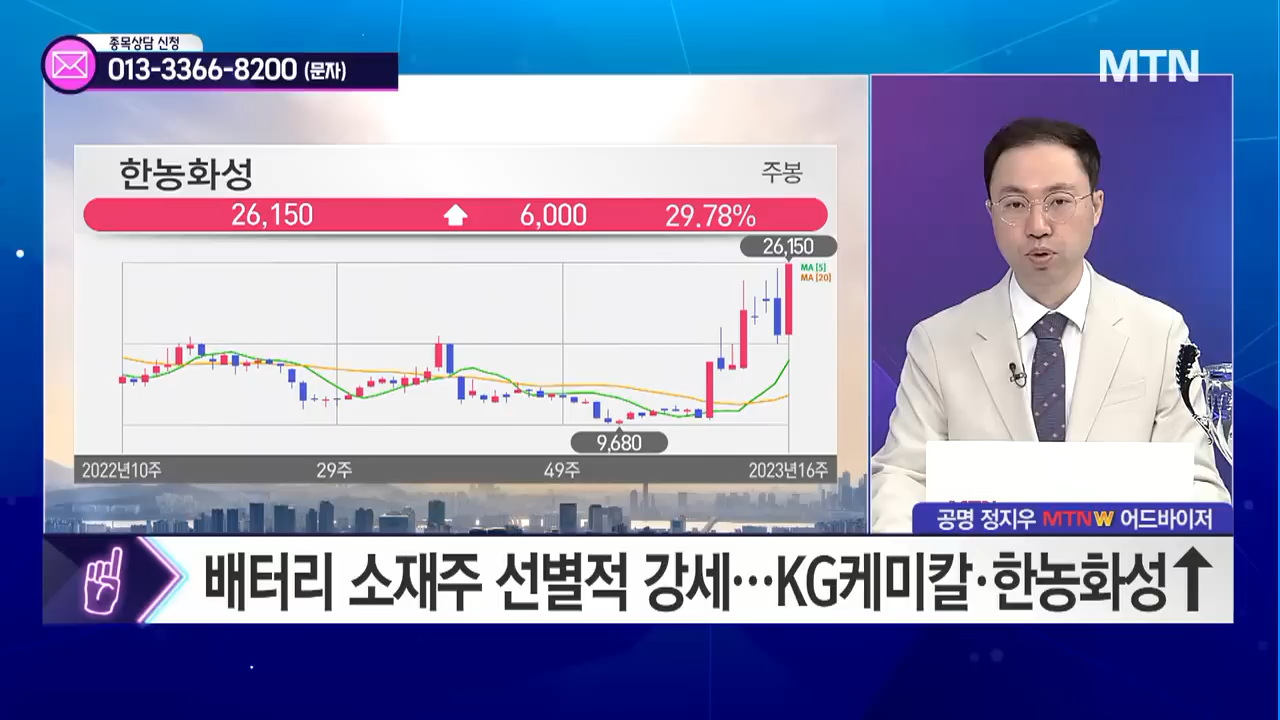 종목상담 신청
013-3366-8200 (문자)
MTN
한농화성
주봉
26,150 6,000 29.78%
26,150
MA [5]
MA [20]
9,680
2022년10주 29주 49주 2023년16주
공명 정지우 MTNW 어드바이저
배터리 소재주 선별적 강세…KG케미칼·한농화성↑